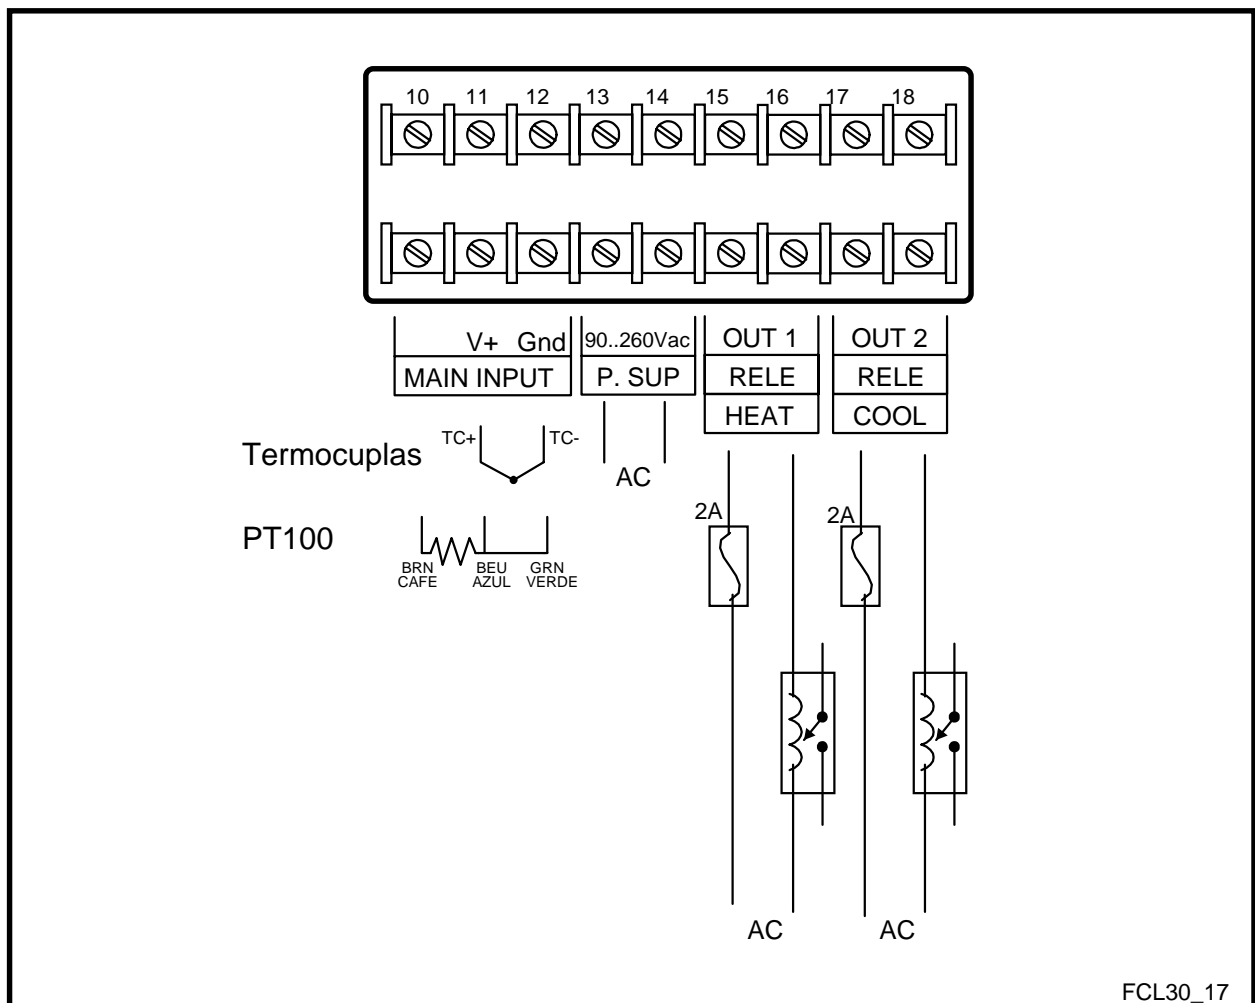 10 11 12 13 14 15 16 17 18
V+ Gnd 90..260Vac OUT 1 OUT 2
MAIN INPUT P. SUP RELE RELE
HEAT COOL
Termocuplas TC+ TC-
AC
PT100
2A 2A
BRN BEU GRN
CAFE AZUL VERDE
AC AC
FCL30_17